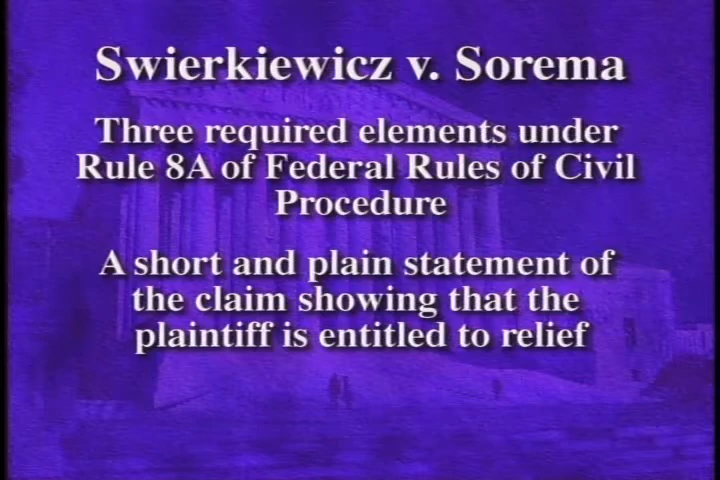 Swierkiewicz v. Sorema
Three required elements under
Rule 8A of Federal Rules of Civil
Procedure
A short and plain statement of
the claim showing that the
plaintiff is entitled to relief